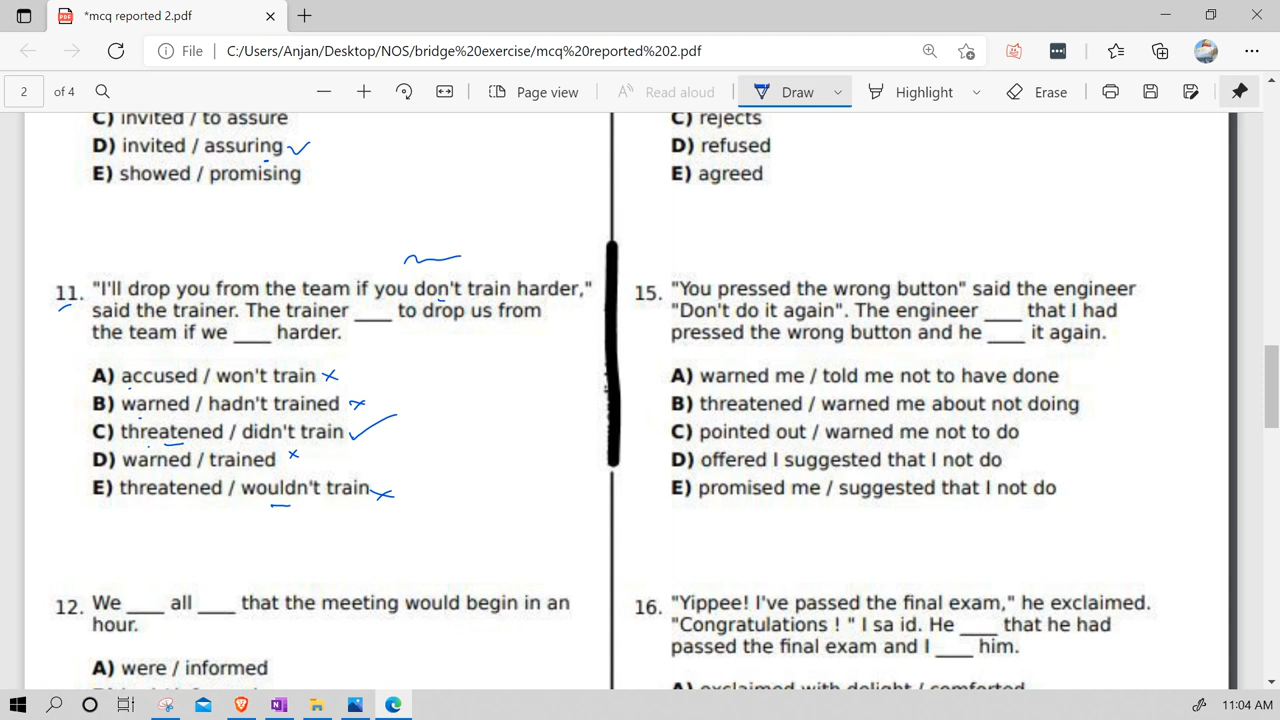 *mcq reported 2.pdf
File C:/Users/Anjan/Desktop/NOS/bridge%20exercise/mcq%20reported%202.pdf
2 of 4 Page view Read aloud Draw Highlight Erase
C) invited / to assure
D) invited / assuring
E) showed / promising
11. "I'll drop you from the team if you don't train harder,"
said the trainer. The trainer ____ to drop us from
the team if we ____ harder.
A) accused / won't train
B) warned / hadn't trained
C) threatened / didn't train
D) warned / trained
E) threatened / wouldn't train
12. We ____ all ____ that the meeting would begin in an
hour.
A) were / informed
C) rejects
D) refused
E) agreed
15. "You pressed the wrong button" said the engineer
"Don't do it again". The engineer ____ that I had
pressed the wrong button and he ____ it again.
A) warned me / told me not to have done
B) threatened / warned me about not doing
C) pointed out / warned me not to do
D) offered I suggested that I not do
E) promised me / suggested that I not do
16. "Yippee! I've passed the final exam," he exclaimed.
"Congratulations ! " I sa id. He ____ that he had
passed the final exam and I ____ him.
A) exclaimed with delight / comforted
11:04 AM